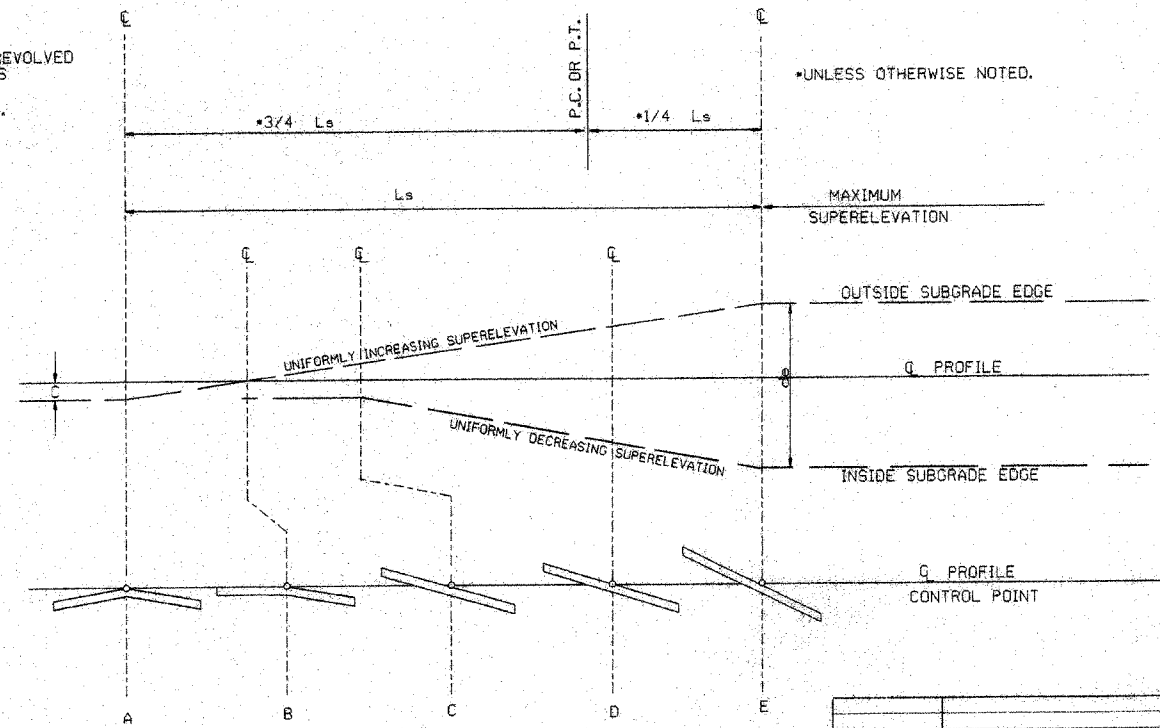 ℄
℄
REVOLVED
S
.
P.C. OR P.T.
*UNLESS OTHERWISE NOTED.
*3/4 Ls
*1/4 Ls
Ls
MAXIMUM
SUPERELEVATION
℄
℄
℄
OUTSIDE SUBGRADE EDGE
UNIFORMLY INCREASING SUPERELEVATION
℄ PROFILE
C
UNIFORMLY DECREASING SUPERELEVATION
INSIDE SUBGRADE EDGE
℄ PROFILE
CONTROL POINT
A
B
C
D
E